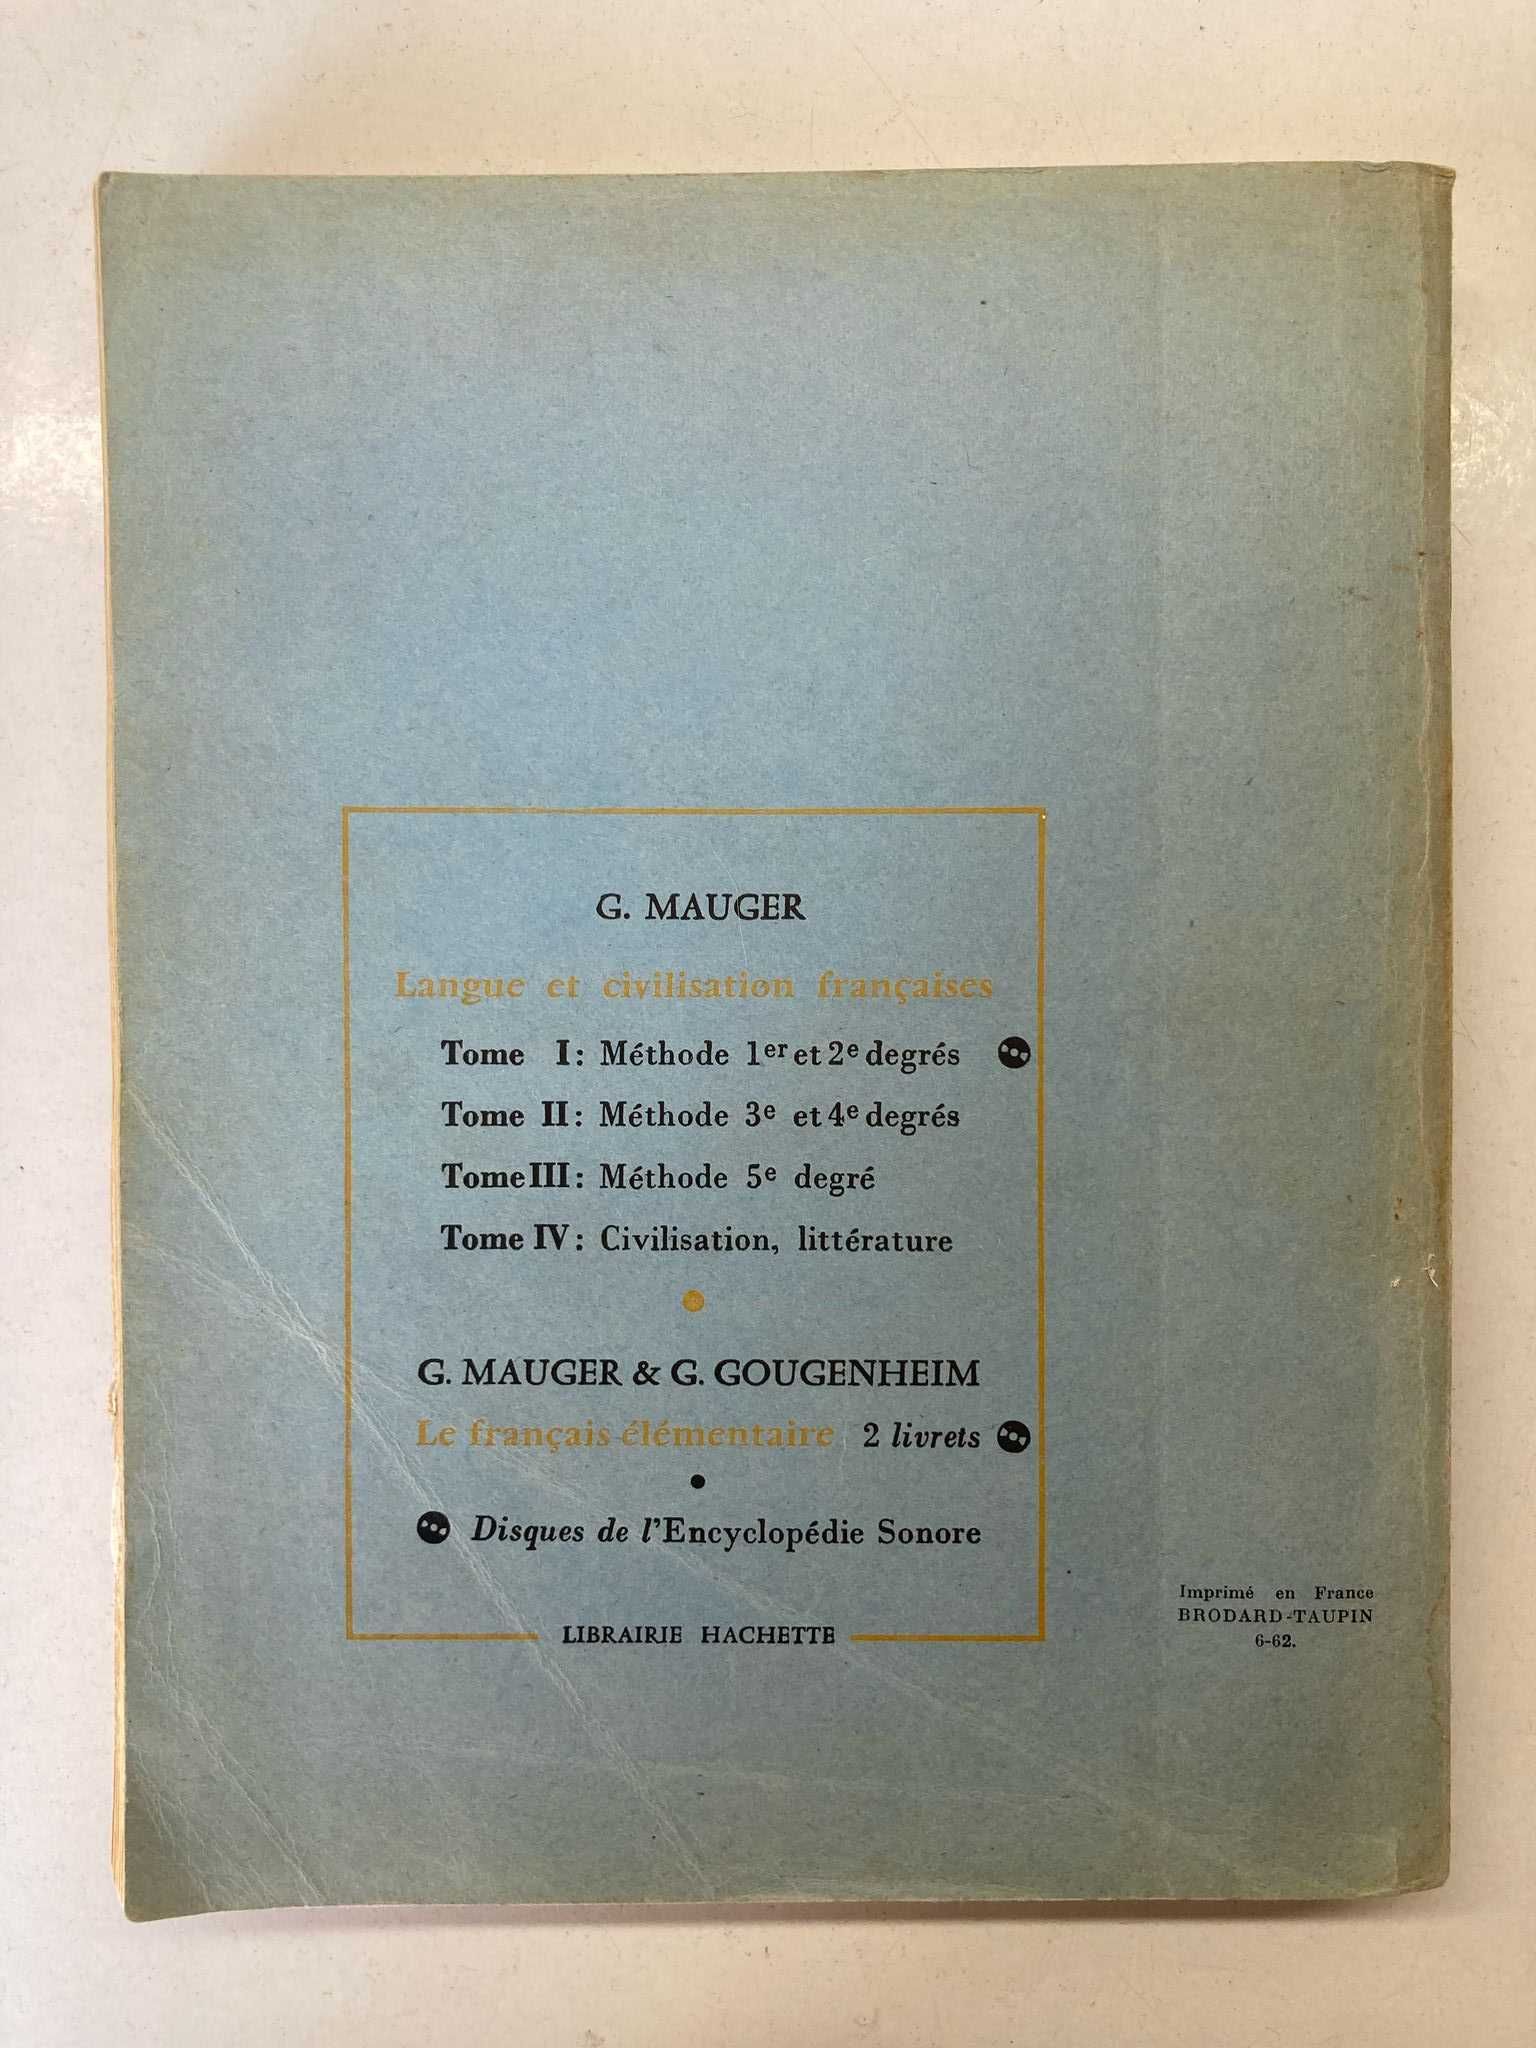 G. MAUGER
Langue et civilisation françaises
Tome I: Méthode 1er et 2e degrés
Tome II: Méthode 3e et 4e degrés
Tome III: Méthode 5e degré
Tome IV: Civilisation, littérature
G. MAUGER & G. GOUGENHEIM
Le français élémentaire 2 livrets
Disques de l'Encyclopédie Sonore
LIBRAIRIE HACHETTE
Imprimé en France
BRODARD-TAUPIN
6-62.